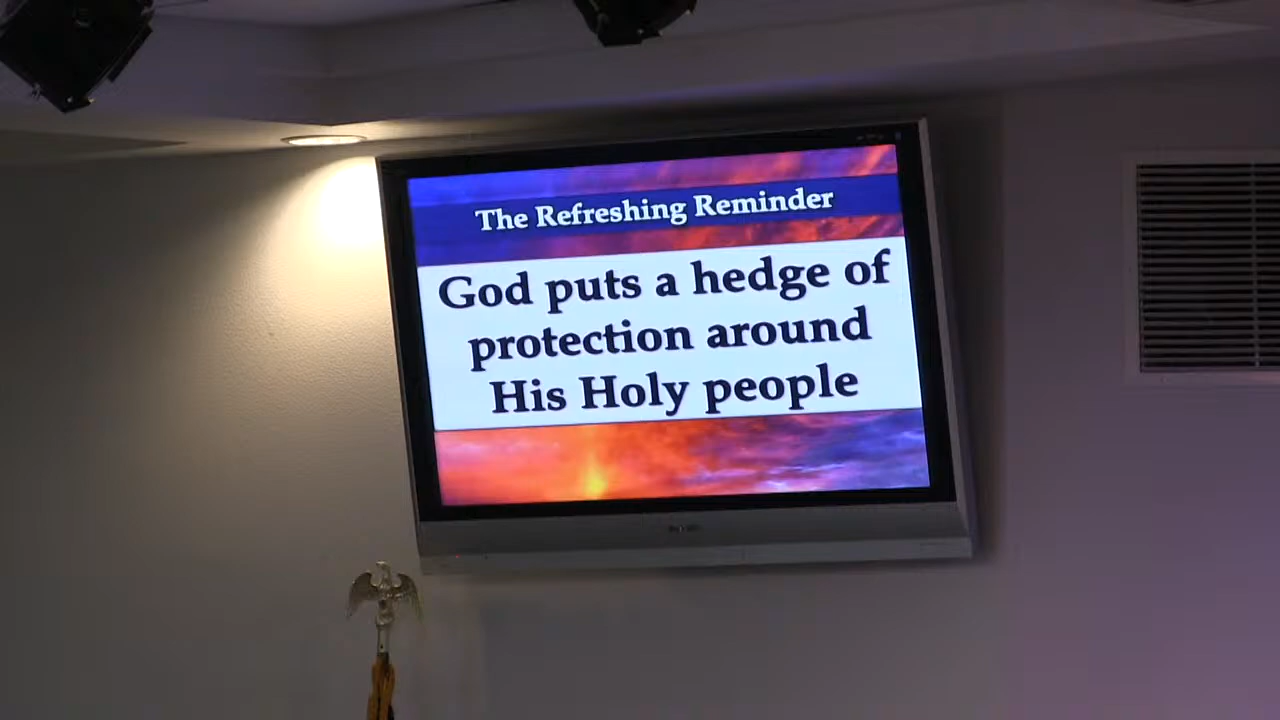 The Refreshing Reminder
God puts a hedge of
protection around
His Holy people